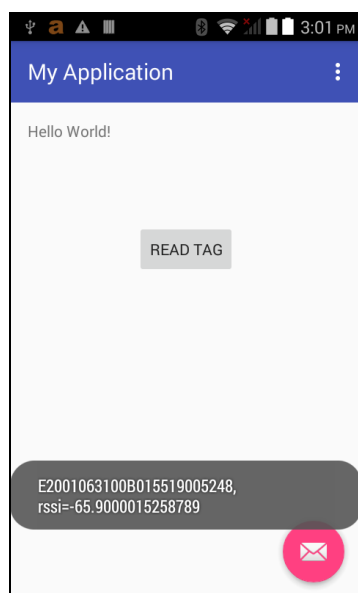 3:01 PM
My Application
Hello World!
READ TAG
E2001063100B015519005248,
rssi=-65.9000015258789